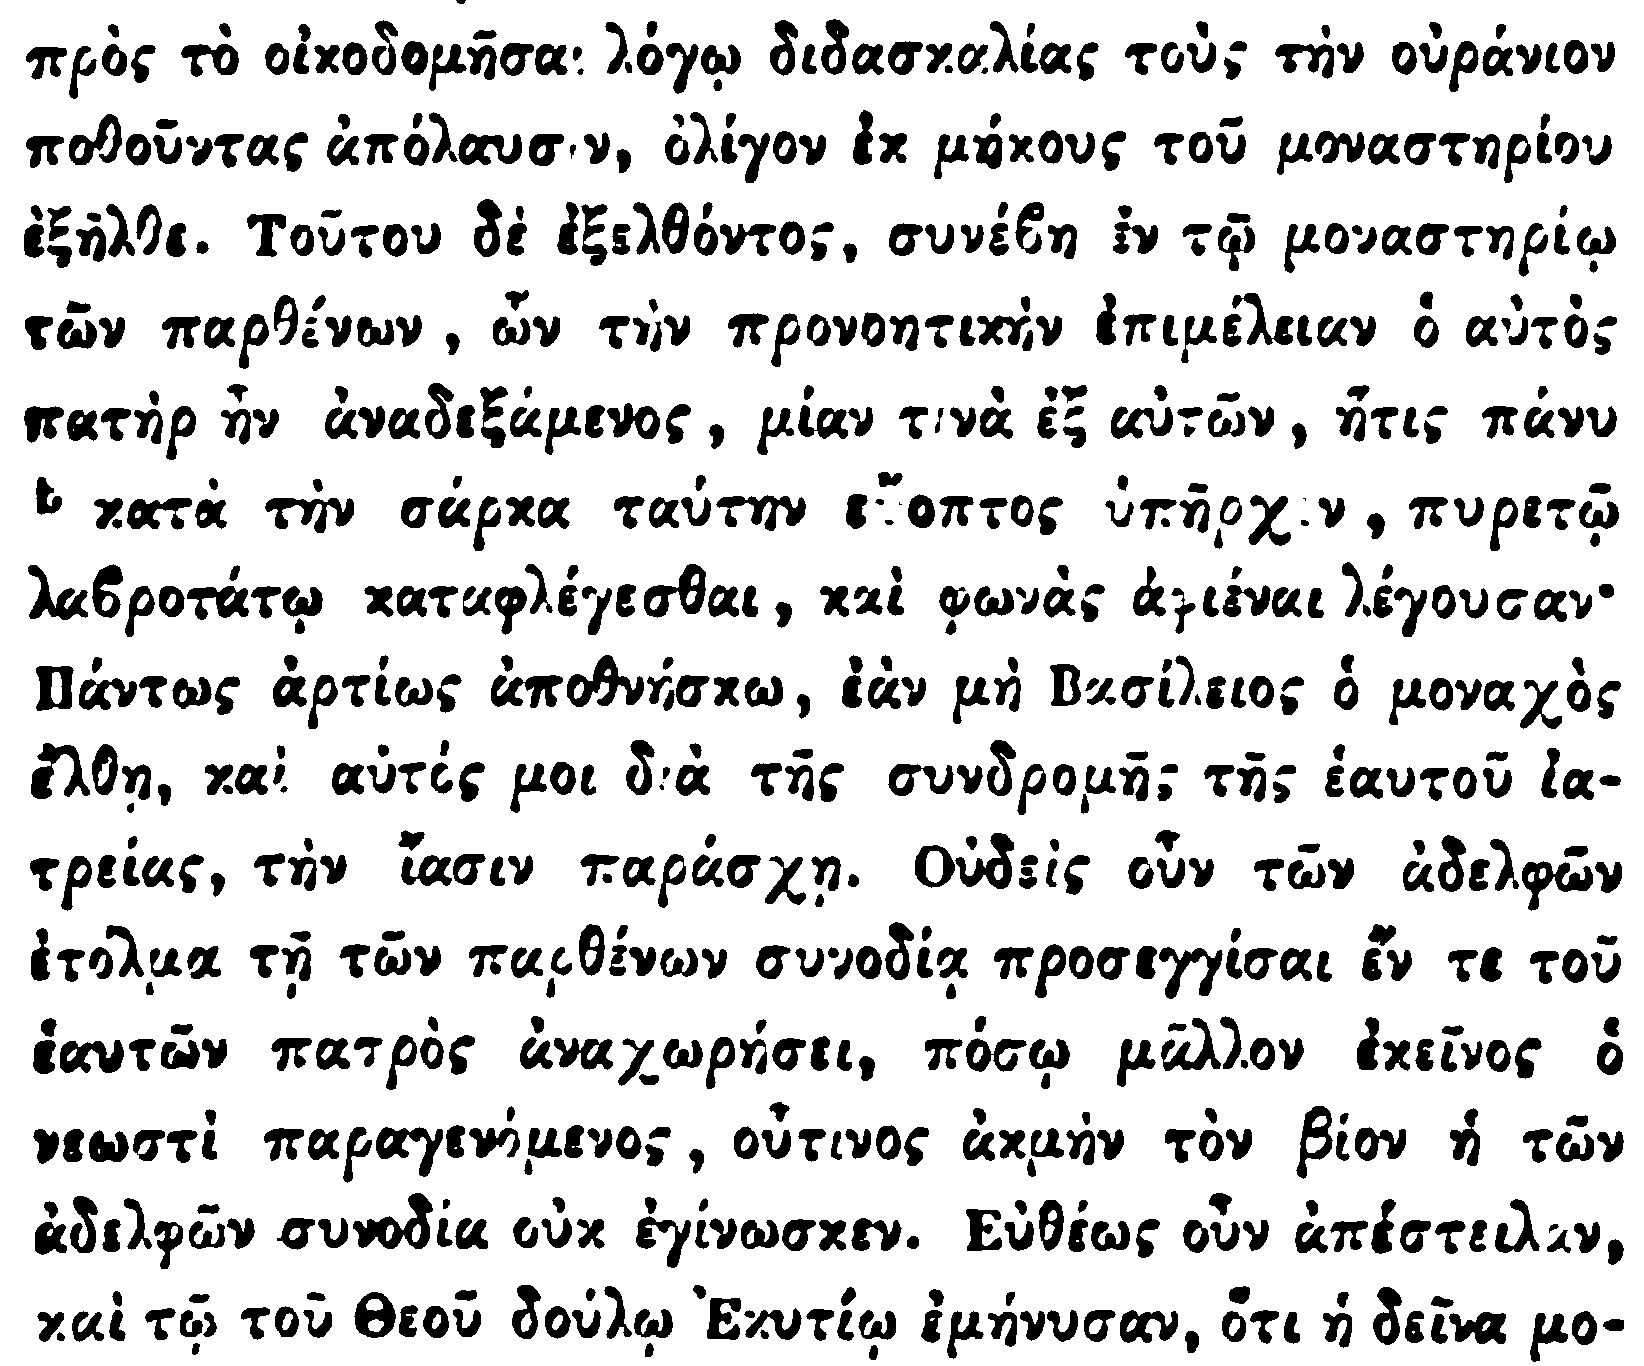 πρὸς τὸ οἰκοδομῆσαι λόγῳ διδασκαλίας τοὺς τὴν οὐράνιον
ποθοῦντας ἀπόλαυσιν, ὀλίγον ἐκ μήκους τοῦ μοναστηρίου
ἐξῆλθε. Τούτου δὲ ἐξελθόντος, συνέϐη ἐν τῷ μοναστηρίῳ
τῶν παρθένων, ὧν τὴν προνοητικὴν ἐπιμέλειαν ὁ αὐτὸς
πατὴρ ἦν ἀναδεξάμενος, μίαν τινὰ ἐξ αὐτῶν, ἥτις πάνυ
b κατὰ τὴν σάρκα ταύτην εὔοπτος ὑπῆρχεν, πυρετῷ
λαϐροτάτῳ καταφλέγεσθαι, καὶ φωνὰς ἀφιέναι λέγουσαν·
Πάντως ἀρτίως ἀποθνήσκω, ἐὰν μὴ Βασίλειος ὁ μοναχὸς
ἔλθῃ, καὶ αὐτός μοι διὰ τῆς συνδρομῆς τῆς ἑαυτοῦ ἰα-
τρείας, τὴν ἴασιν παράσχῃ. Οὐδεὶς οὖν τῶν ἀδελφῶν
ἐτόλμα τῇ τῶν παρθένων συνοδίᾳ προσεγγίσαι ἔν τε τοῦ
ἑαυτῶν πατρὸς ἀναχωρήσει, πόσῳ μᾶλλον ἐκεῖνος ὁ
νεωστὶ παραγενόμενος, οὗτινος ἀκμὴν τὸν βίον ἡ τῶν
ἀδελφῶν συνοδία οὐκ ἐγίνωσκεν. Εὐθέως οὖν ἀπέστειλαν,
καὶ τῷ τοῦ Θεοῦ δούλῳ Ἐκυτίῳ ἐμήνυσαν, ὅτι ἡ δεῖνα μο-